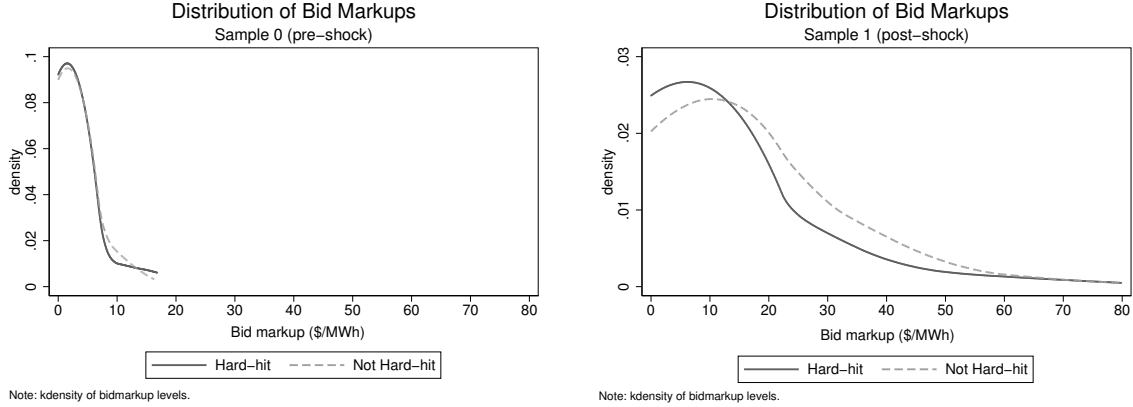 Distribution of Bid Markups
Sample 0 (pre−shock)
.1
.08
.06
.04
.02
0
density
0 10 20 30 40 50 60 70 80
Bid markup ($/MWh)
Hard−hit Not Hard−hit
Note: kdensity of bidmarkup levels.
Distribution of Bid Markups
Sample 1 (post−shock)
.03
.02
.01
0
density
0 10 20 30 40 50 60 70 80
Bid markup ($/MWh)
Hard−hit Not Hard−hit
Note: kdensity of bidmarkup levels.